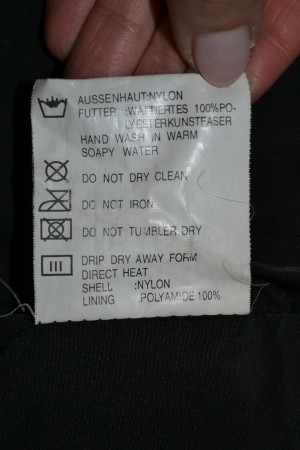 AUSSENHAUT:NYLON
FUTTER :WATTIERTES 100%PO-
LYESTERKUNSTFASER
HAND WASH IN WARM
SOAPY WATER
DO NOT DRY CLEAN
DO NOT IRON
DO NOT TUMBLER DRY
DRIP DRY AWAY FORM
DIRECT HEAT
SHELL :NYLON
LINING :POLYAMIDE 100%